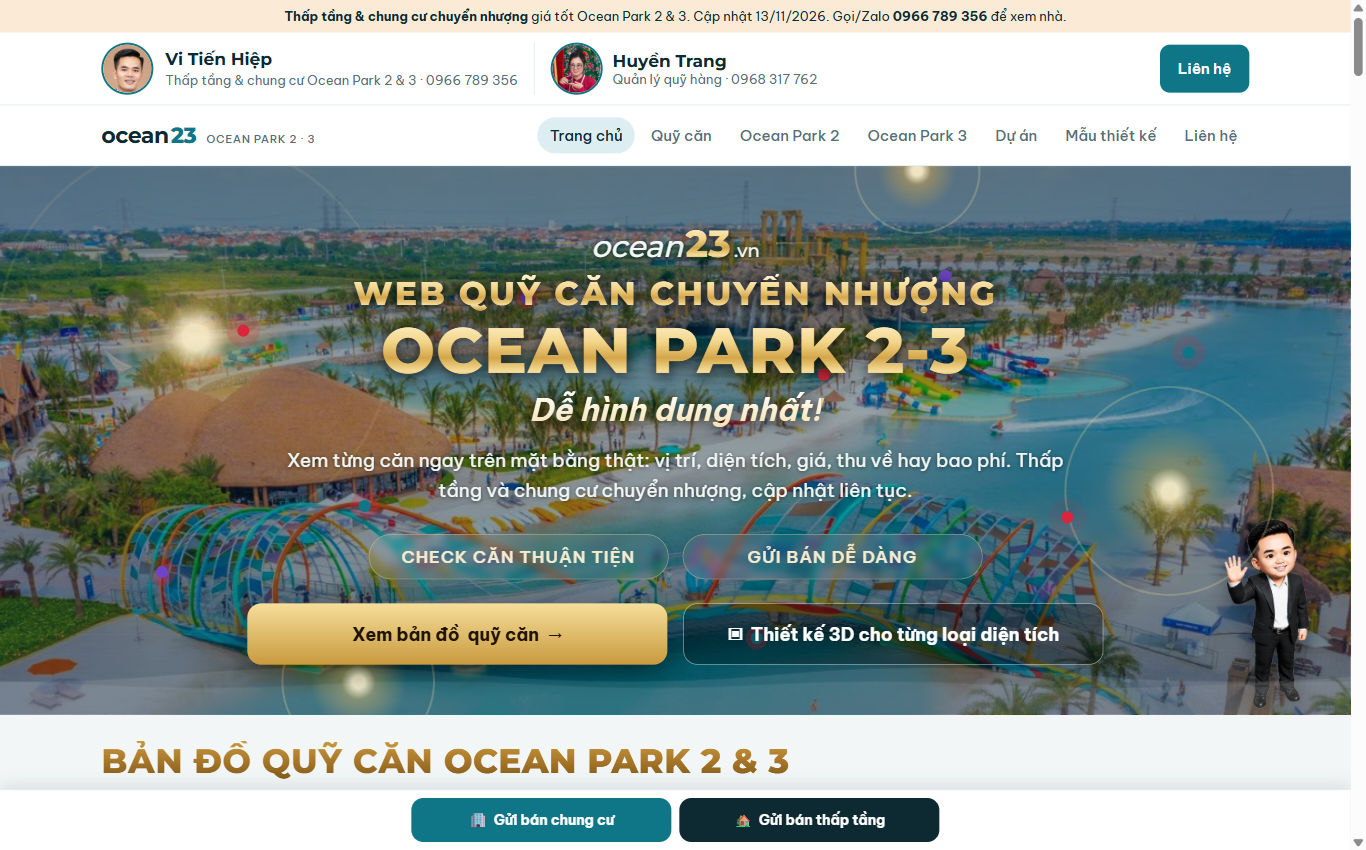 Thấp tầng & chung cư chuyển nhượng giá tốt Ocean Park 2 & 3. Cập nhật 13/11/2026. Gọi/Zalo 0966 789 356 để xem nhà.
Vi Tiến Hiệp
Thấp tầng & chung cư Ocean Park 2 & 3 · 0966 789 356
Huyền Trang
Quản lý quỹ hàng · 0968 317 762
Liên hệ
ocean23 OCEAN PARK 2 · 3
Trang chủ Quỹ căn Ocean Park 2 Ocean Park 3 Dự án Mẫu thiết kế Liên hệ
ocean23.vn
WEB QUỸ CĂN CHUYỂN NHƯỢNG
OCEAN PARK 2-3
Dễ hình dung nhất!
Xem từng căn ngay trên mặt bằng thật: vị trí, diện tích, giá, thu về hay bao phí. Thấp
tầng và chung cư chuyển nhượng, cập nhật liên tục.
CHECK CĂN THUẬN TIỆN
GỬI BÁN DỄ DÀNG
Xem bản đồ quỹ căn →
Thiết kế 3D cho từng loại diện tích
BẢN ĐỒ QUỸ CĂN OCEAN PARK 2 & 3
Gửi bán chung cư
Gửi bán thấp tầng